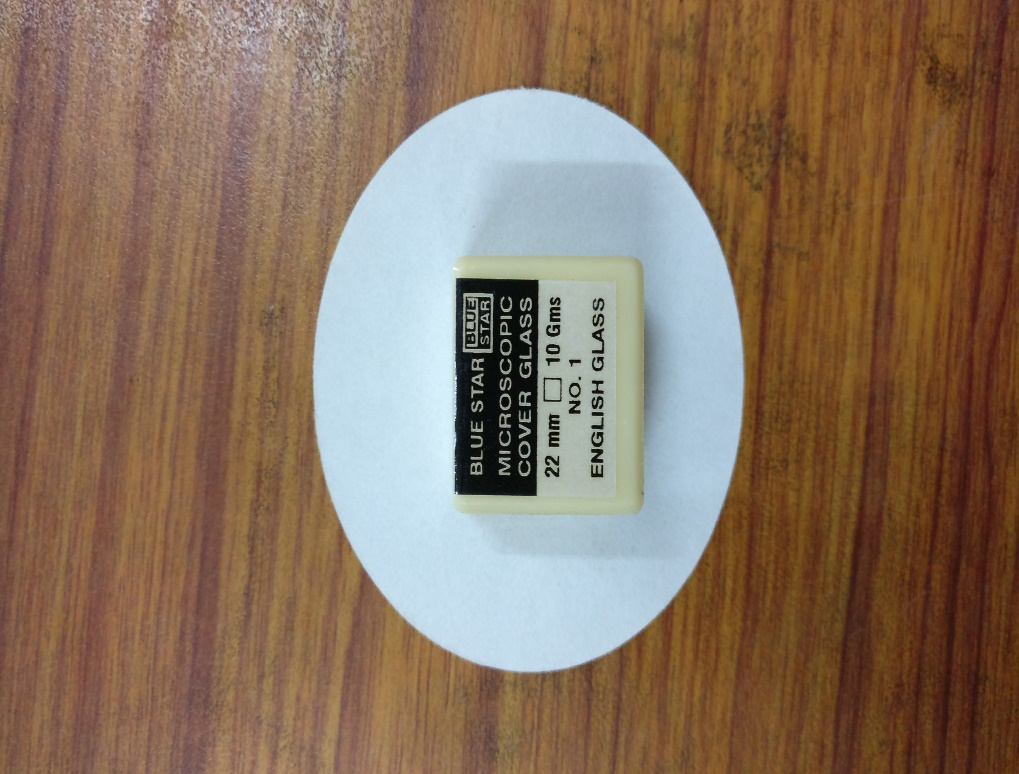 BLUE STAR BLUE STAR
MICROSCOPIC
COVER GLASS
22 mm □ 10 Gms
NO. 1
ENGLISH GLASS